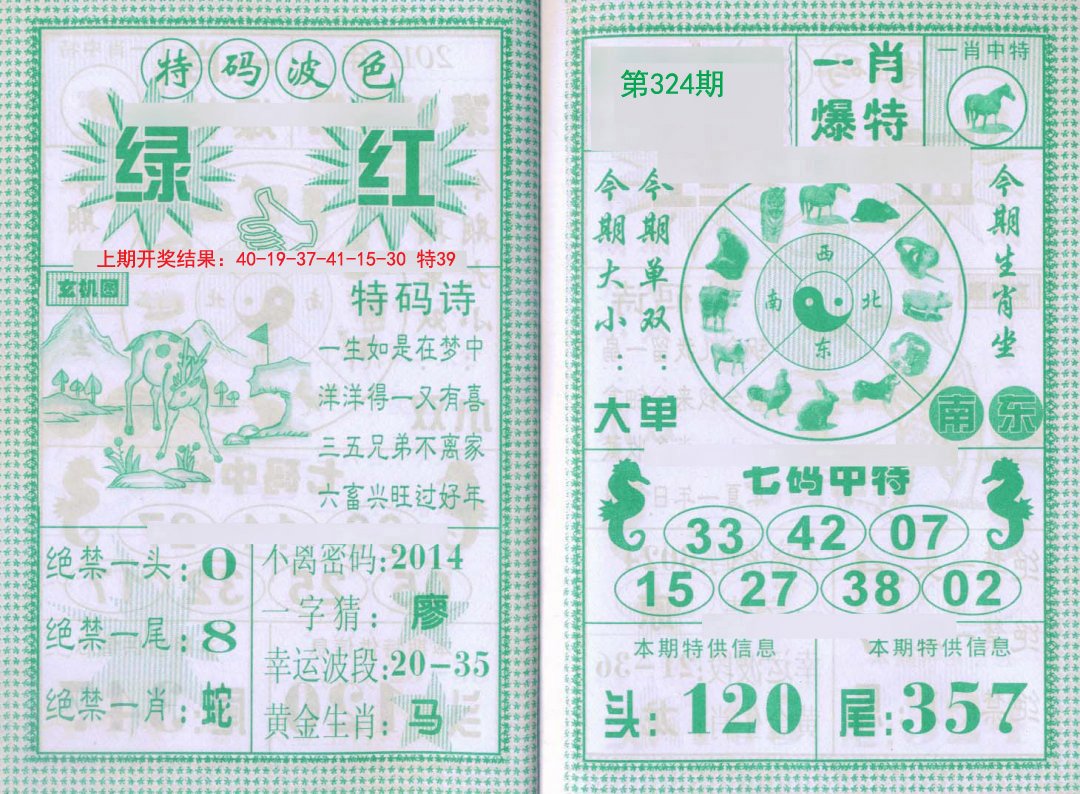 特码波色
绿 红
上期开奖结果：40-19-37-41-15-30 特39
玄机图
特码诗
一生如是在梦中
洋洋得一又有喜
三五兄弟不离家
六畜兴旺过好年
绝禁一头:0
绝禁一尾:8
绝禁一肖:蛇
不离密码:2014
一字猜:廖
幸运波段:20-35
黄金生肖:马
第324期
一肖
爆特
一肖中特
今期大小:大
今期单双:单
西
南 北
东
今期生肖坐
南东
七码中特
33 42 07
15 27 38 02
本期特供信息
头:120
本期特供信息
尾:357